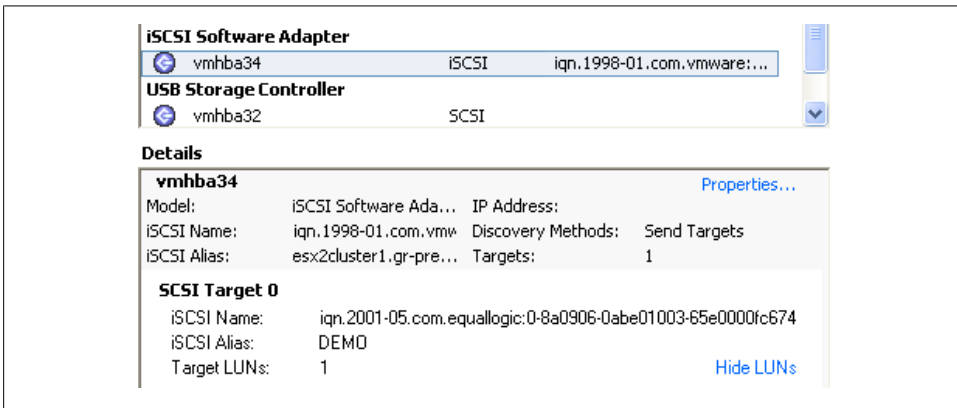 iSCSI Software Adapter
vmhba34 iSCSI iqn.1998-01.com.vmware:...
USB Storage Controller
vmhba32 SCSI
Details
vmhba34 Properties...
Model: iSCSI Software Ada... IP Address:
iSCSI Name: iqn.1998-01.com.vmw Discovery Methods: Send Targets
iSCSI Alias: esx2cluster1.gr-pre... Targets: 1
SCSI Target 0
iSCSI Name: iqn.2001-05.com.equallogic:0-8a0906-0abe01003-65e0000fc674
iSCSI Alias: DEMO
Target LUNs: 1 Hide LUNs